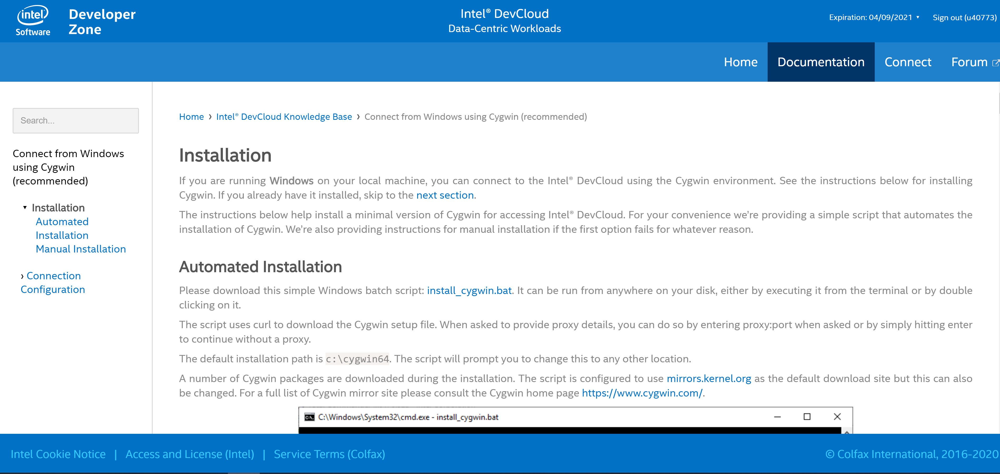 intel
Software
Developer
Zone
Intel® DevCloud
Data-Centric Workloads
Expiration: 04/09/2021 ▼
Sign out (u40773)
Home
Documentation
Connect
Forum
Search...
Connect from Windows
using Cygwin
(recommended)
▼ Installation
Automated
Installation
Manual Installation
› Connection
Configuration
Home › Intel® DevCloud Knowledge Base › Connect from Windows using Cygwin (recommended)
Installation
If you are running Windows on your local machine, you can connect to the Intel® DevCloud using the Cygwin environment. See the instructions below for installing
Cygwin. If you already have it installed, skip to the next section.
The instructions below help install a minimal version of Cygwin for accessing Intel® DevCloud. For your convenience we’re providing a simple script that automates the
installation of Cygwin. We’re also providing instructions for manual installation if the first option fails for whatever reason.
Automated Installation
Please download this simple Windows batch script: install_cygwin.bat. It can be run from anywhere on your disk, either by executing it from the terminal or by double
clicking on it.
The script uses curl to download the Cygwin setup file. When asked to provide proxy details, you can do so by entering proxy:port when asked or by simply hitting enter
to continue without a proxy.
The default installation path is c:\cygwin64. The script will prompt you to change this to any other location.
A number of Cygwin packages are downloaded during the installation. The script is configured to use mirrors.kernel.org as the default download site but this can also
be changed. For a full list of Cygwin mirror site please consult the Cygwin home page https://www.cygwin.com/.
C:\Windows\System32\cmd.exe - install_cygwin.bat
Intel Cookie Notice | Access and License (Intel) | Service Terms (Colfax)
© Colfax International, 2016-2020